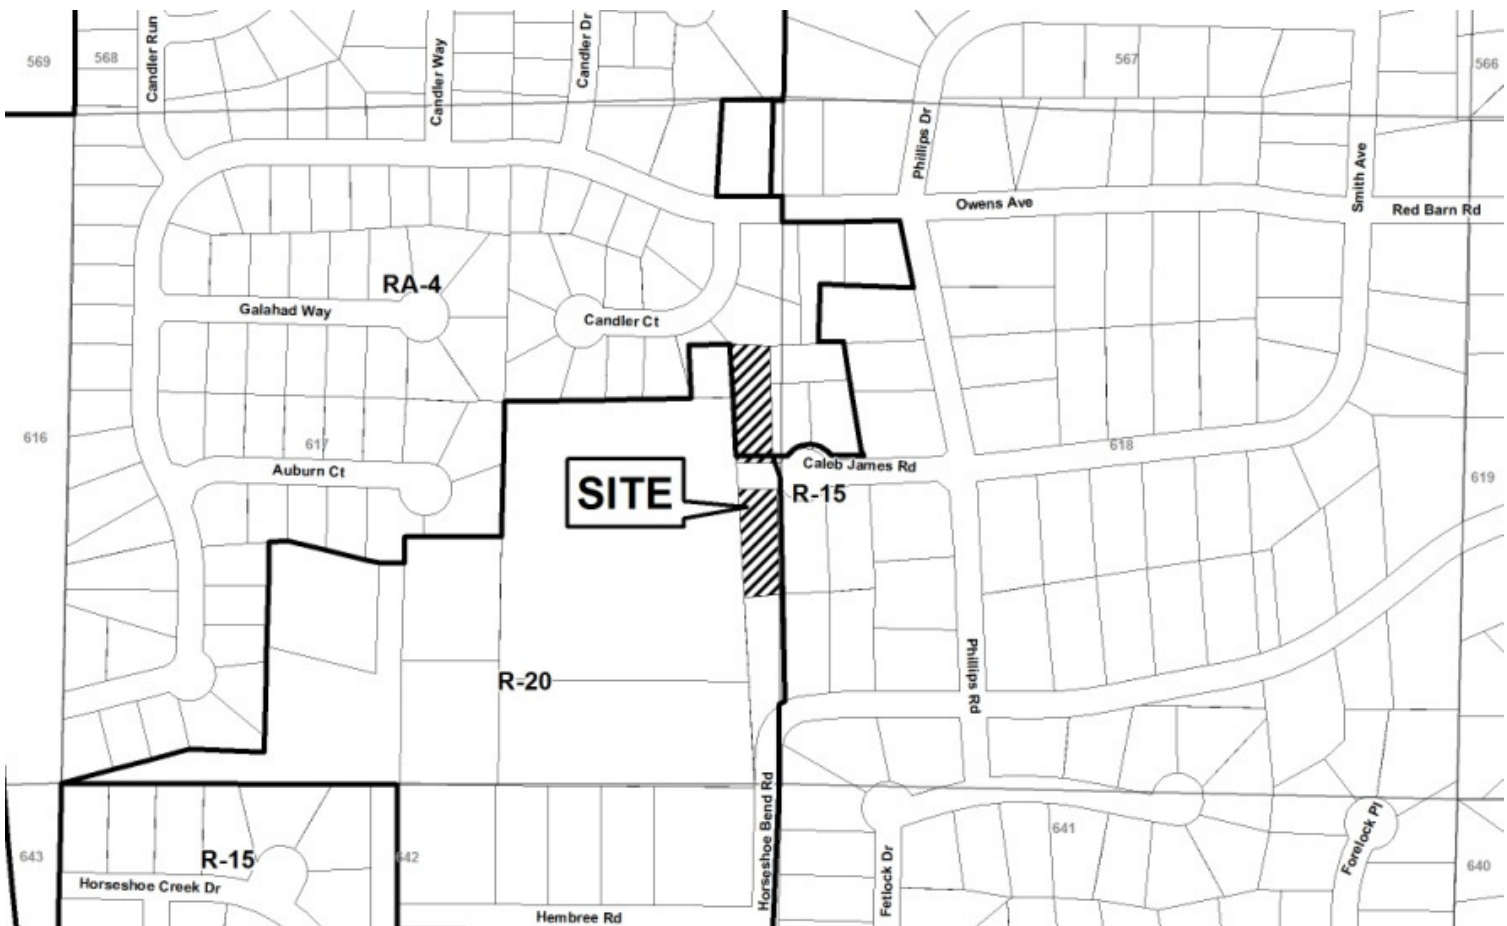 Candler Run
Candler Way
Candler Dr
569
568
567
566
Phillips Dr
Smith Ave
Owens Ave
Red Barn Rd
RA-4
Galahad Way
Candler Ct
616
617
618
619
Auburn Ct
Caleb James Rd
SITE
R-15
R-20
Phillips Rd
Horseshoe Bend Rd
643
642
641
640
R-15
Horseshoe Creek Dr
Hembree Rd
Fetlock Dr
Forelock Pl